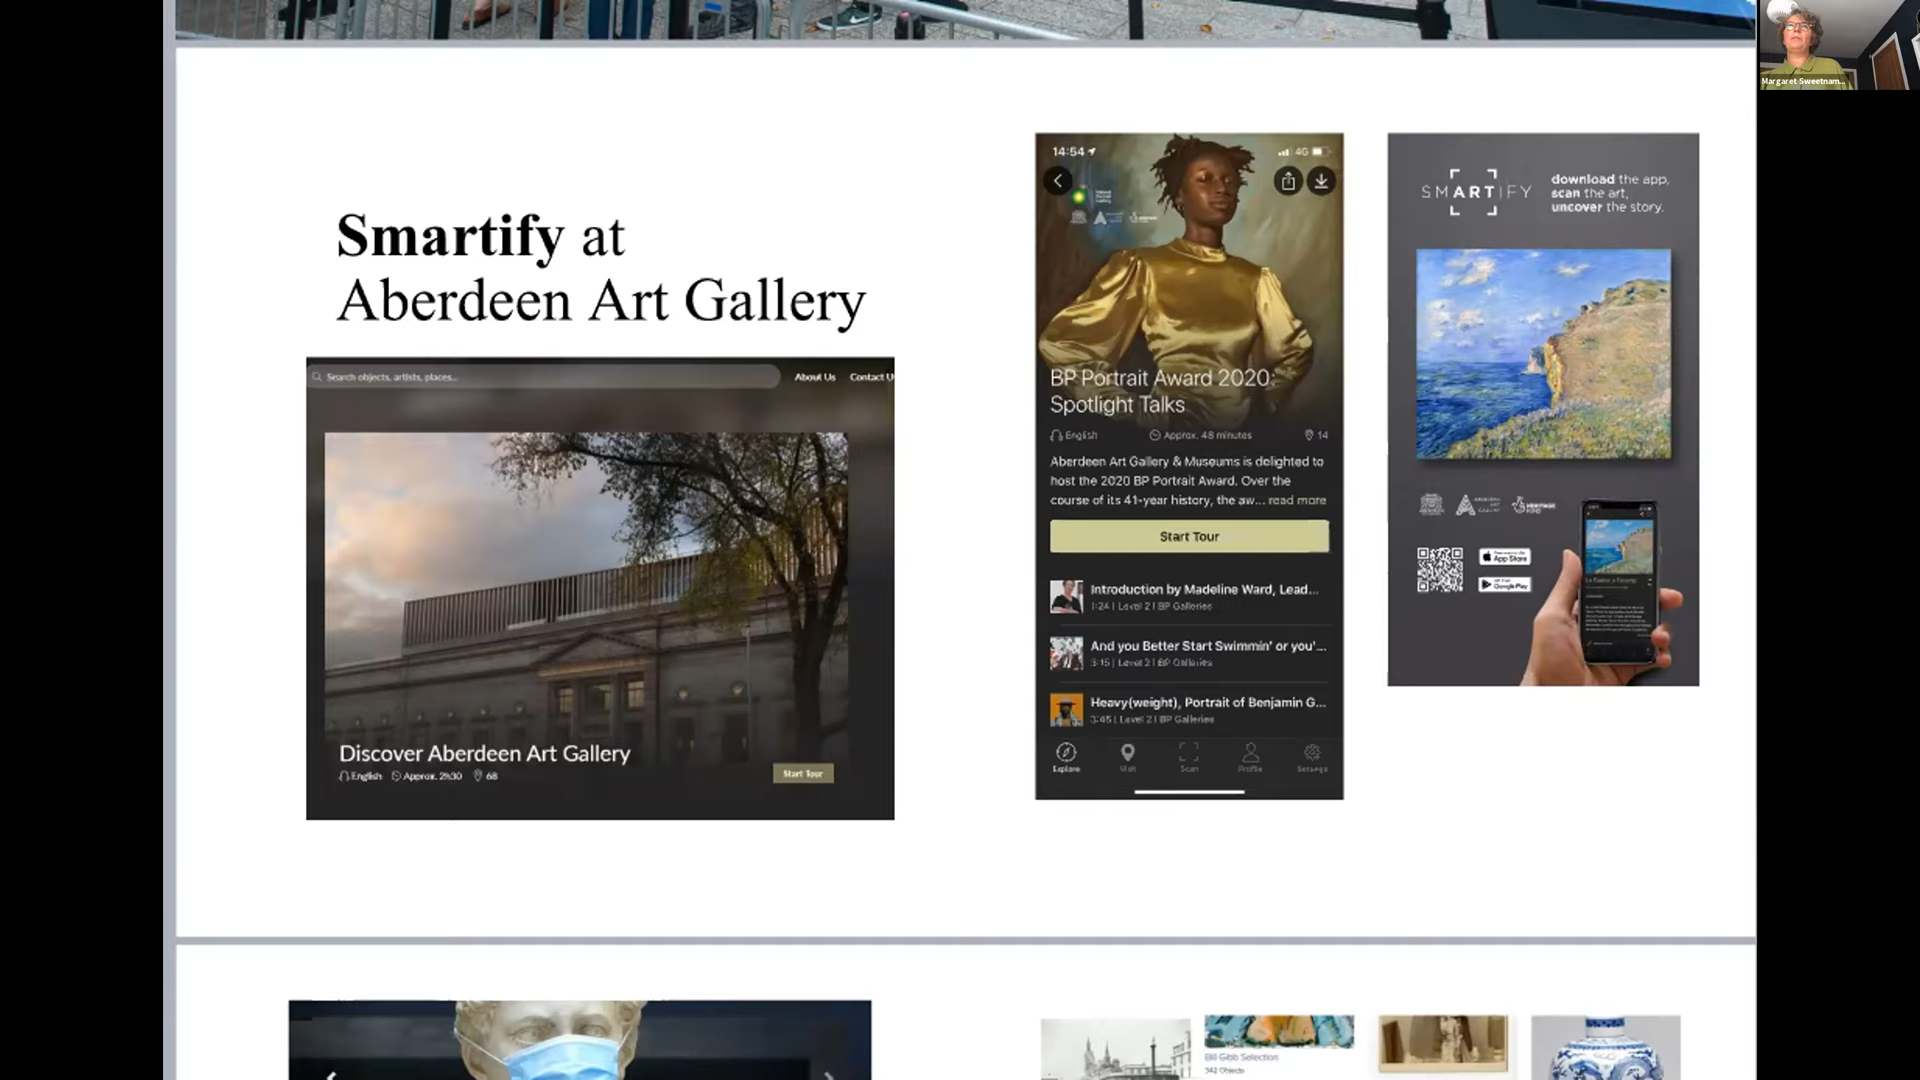 Margaret Sweetnam...
Smartify at
Aberdeen Art Gallery
Search objects, artists, places...
About Us
Contact U
Discover Aberdeen Art Gallery
English
Approx. 2h30
68
Start Tour
14:54
4G
BP Portrait Award 2020:
Spotlight Talks
English
Approx. 48 minutes
14
Aberdeen Art Gallery & Museums is delighted to
host the 2020 BP Portrait Award. Over the
course of its 41-year history, the aw... read more
Start Tour
Introduction by Madeline Ward, Lead...
1:24 | Level 2 | BP Galleries
And you Better Start Swimmin' or you'...
3:15 | Level 2 | BP Galleries
Heavy(weight), Portrait of Benjamin G...
3:45 | Level 2 | BP Galleries
Explore
Visit
Scan
Profile
Settings
SMARTIFY
download the app,
scan the art,
uncover the story.
HERITAGE
FUND
App Store
Google Play
Bill Gibb Selection
342 Objects